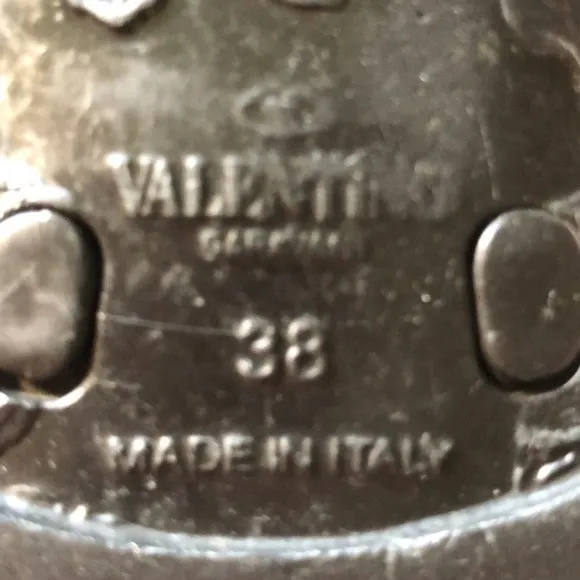 VALENTINO
GARAVANI
38
MADE IN ITALY